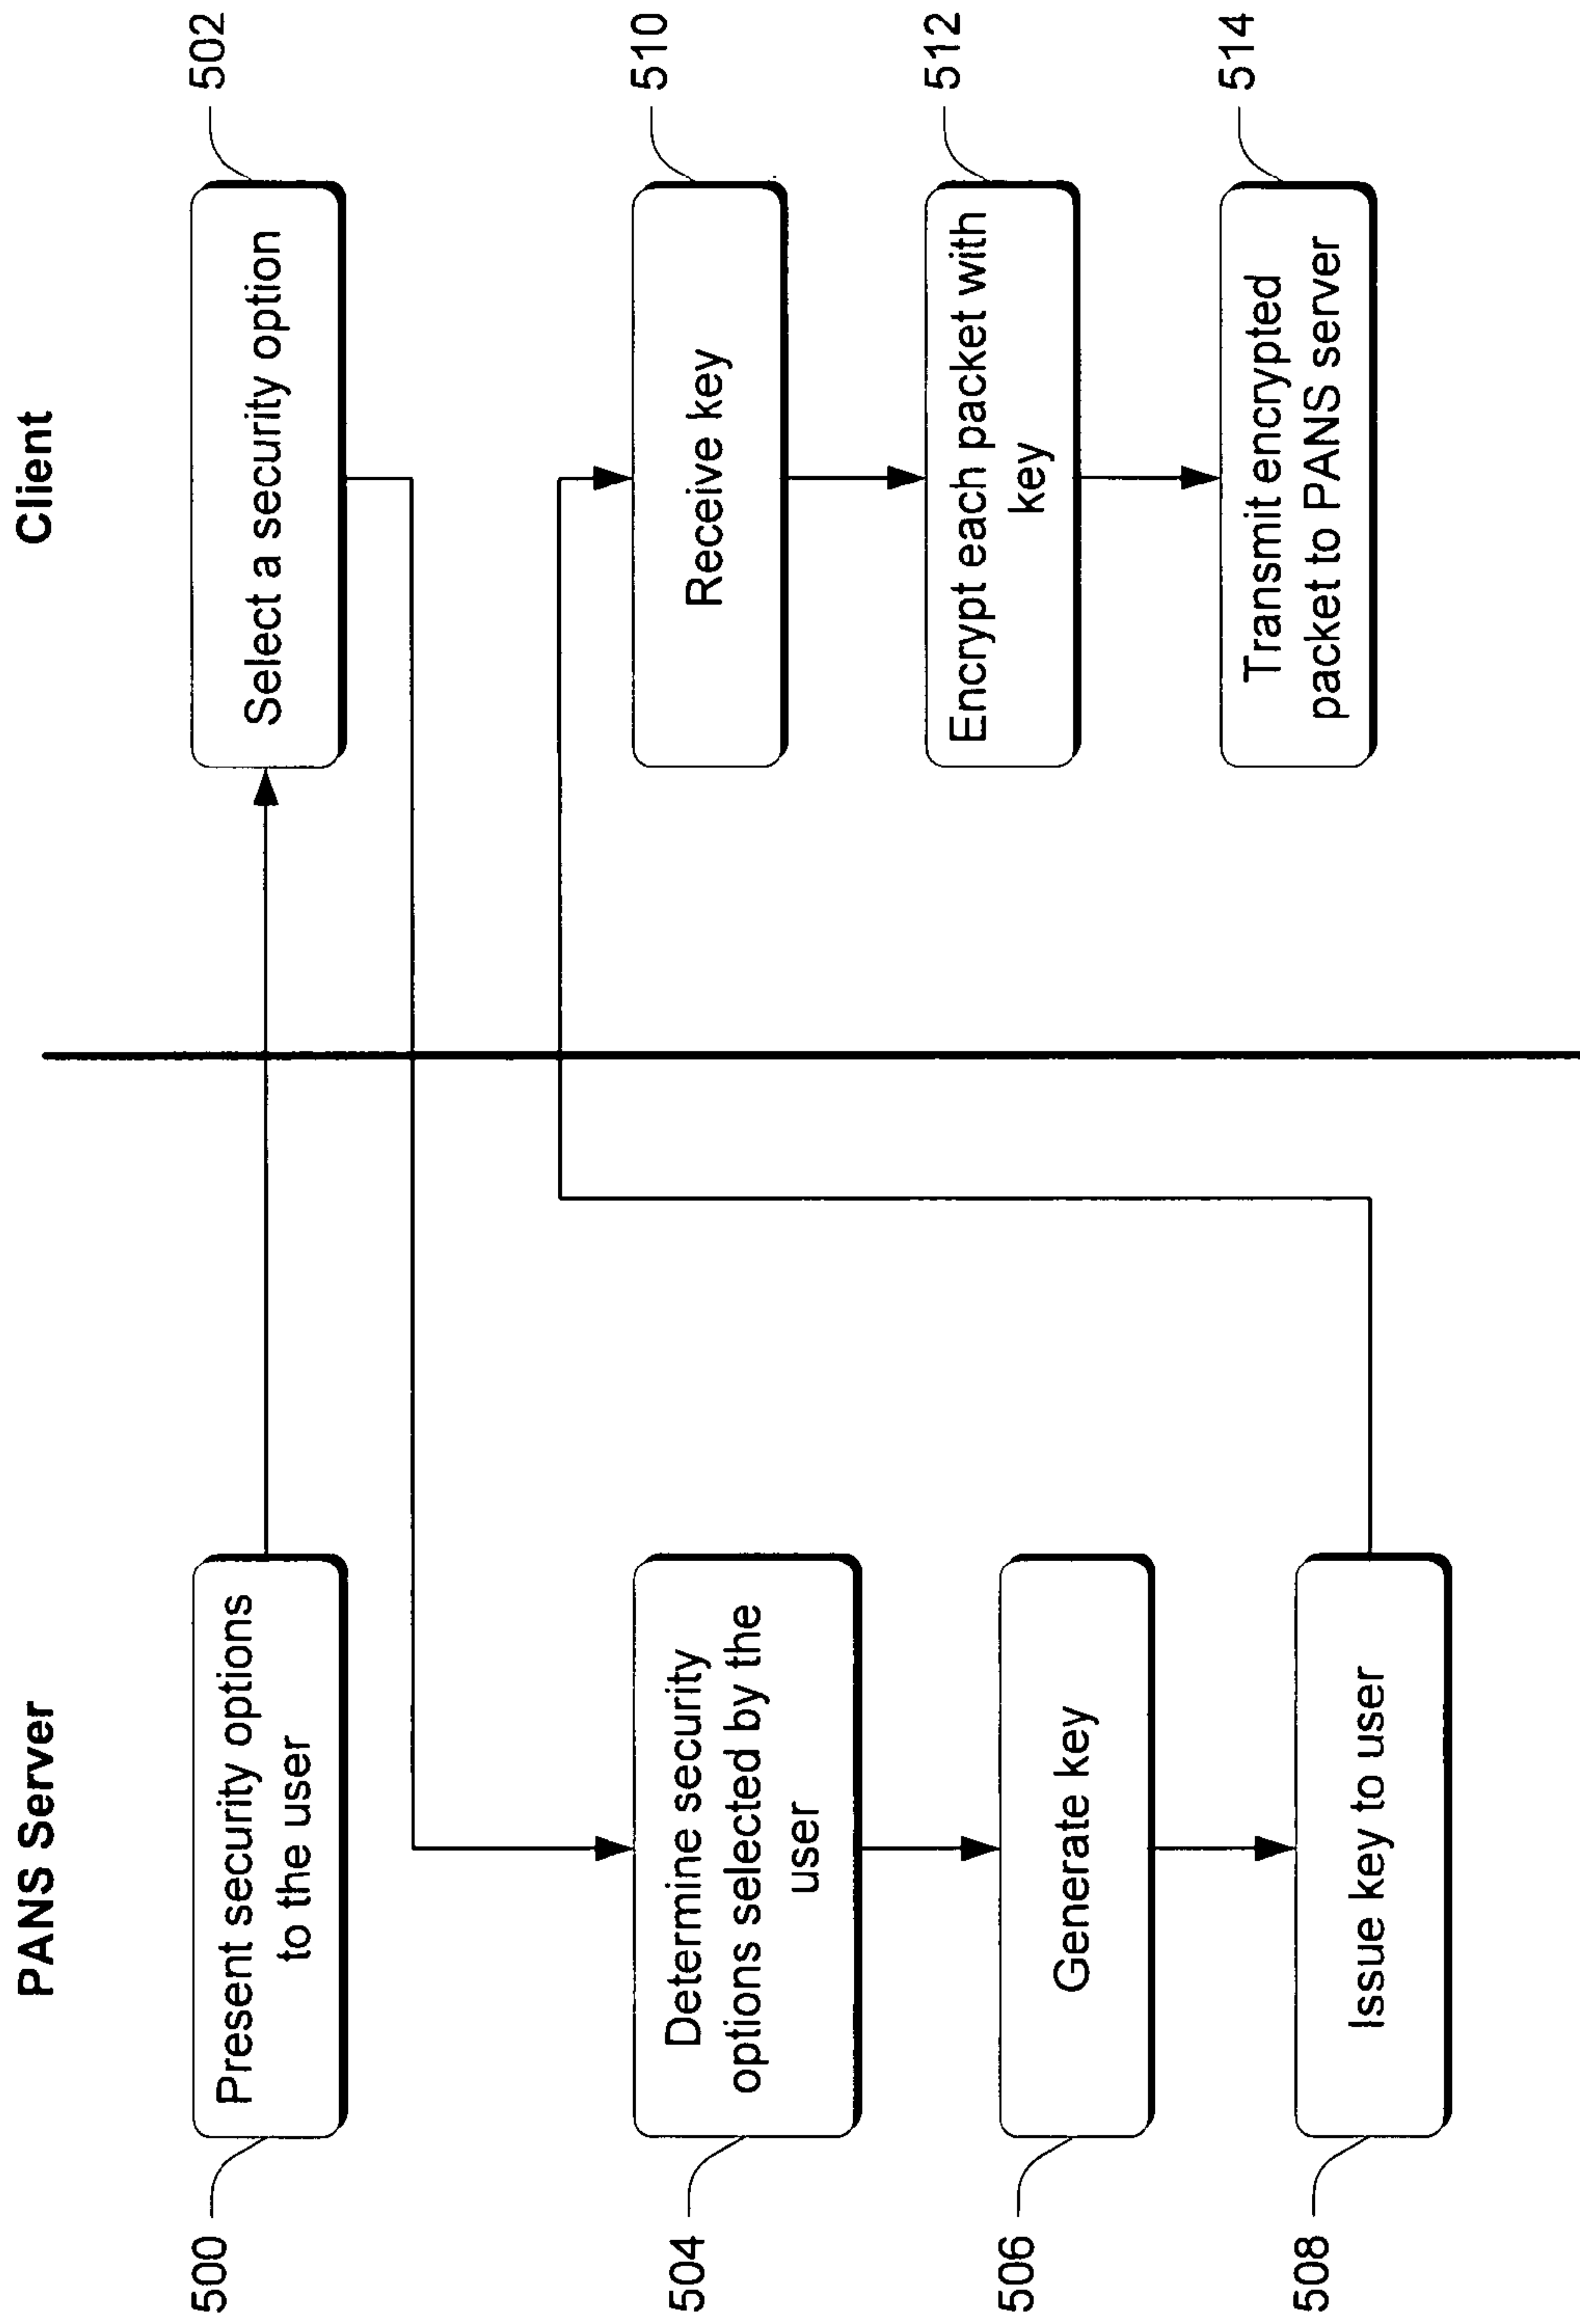 PANS Server
Client
500
Present security options
to the user
Select a security option
502
504
Determine security
options selected by the
user
506
Generate key
508
Issue key to user
Receive key
510
Encrypt each packet with
key
512
Transmit encrypted
packet to PANS server
514